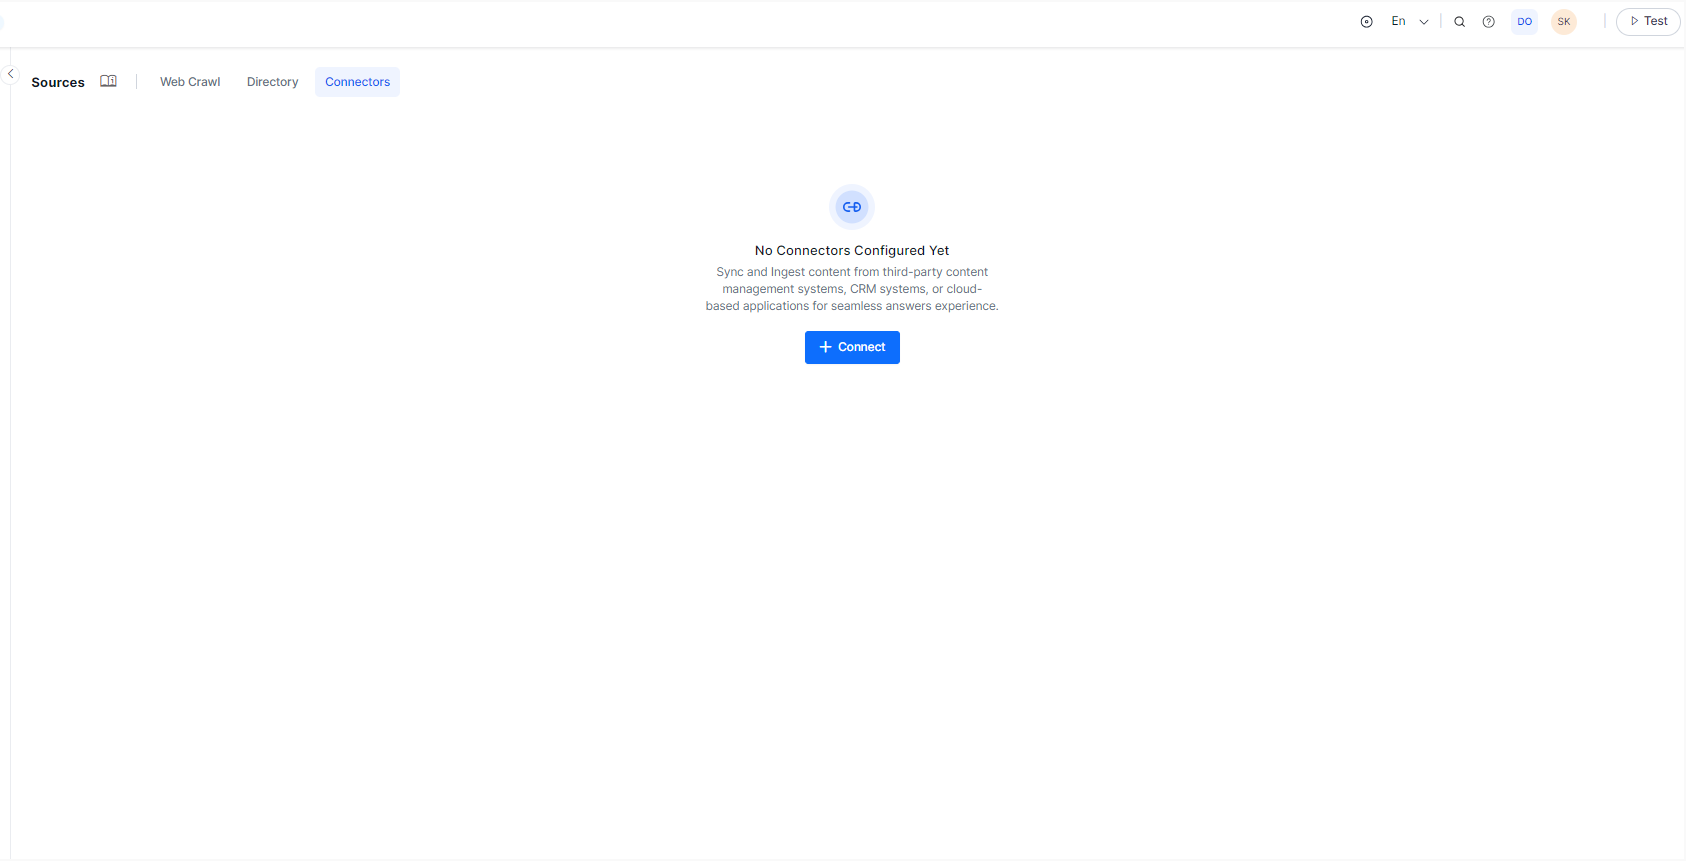 En
DO
SK
Test
Sources
Web Crawl
Directory
Connectors
No Connectors Configured Yet
Sync and Ingest content from third-party content
management systems, CRM systems, or cloud-
based applications for seamless answers experience.
Connect